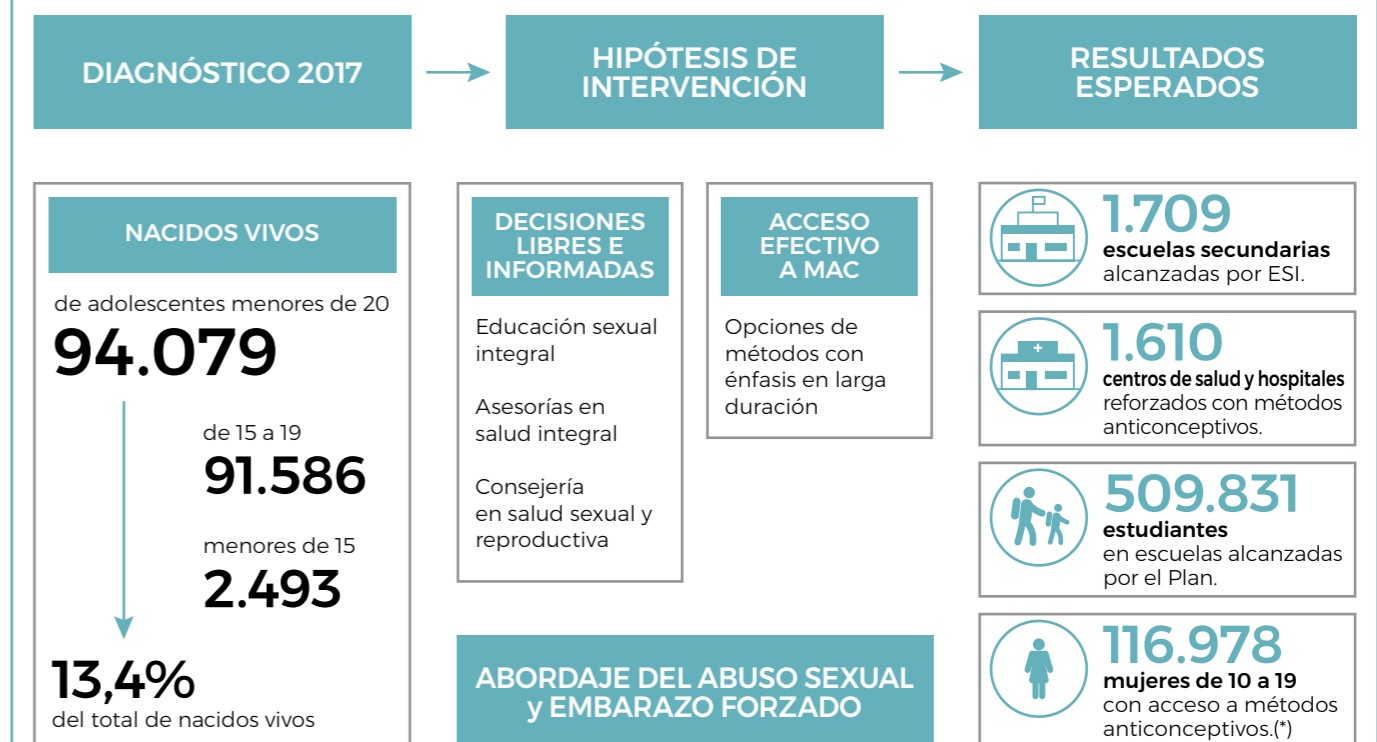 DIAGNÓSTICO 2017
HIPÓTESIS DE
INTERVENCIÓN
RESULTADOS
ESPERADOS
NACIDOS VIVOS
de adolescentes menores de 20
94.079
de 15 a 19
91.586
menores de 15
2.493
13,4%
del total de nacidos vivos
DECISIONES
LIBRES E
INFORMADAS
Educación sexual
integral
Asesorías en
salud integral
Consejería
en salud sexual y
reproductiva
ACCESO
EFECTIVO
A MAC
Opciones de
métodos con
énfasis en larga
duración
ABORDAJE DEL ABUSO SEXUAL
y EMBARAZO FORZADO
1.709
escuelas secundarias
alcanzadas por ESI.
1.610
centros de salud y hospitales
reforzados con métodos
anticonceptivos.
509.831
estudiantes
en escuelas alcanzadas
por el Plan.
116.978
mujeres de 10 a 19
con acceso a métodos
anticonceptivos.(*)